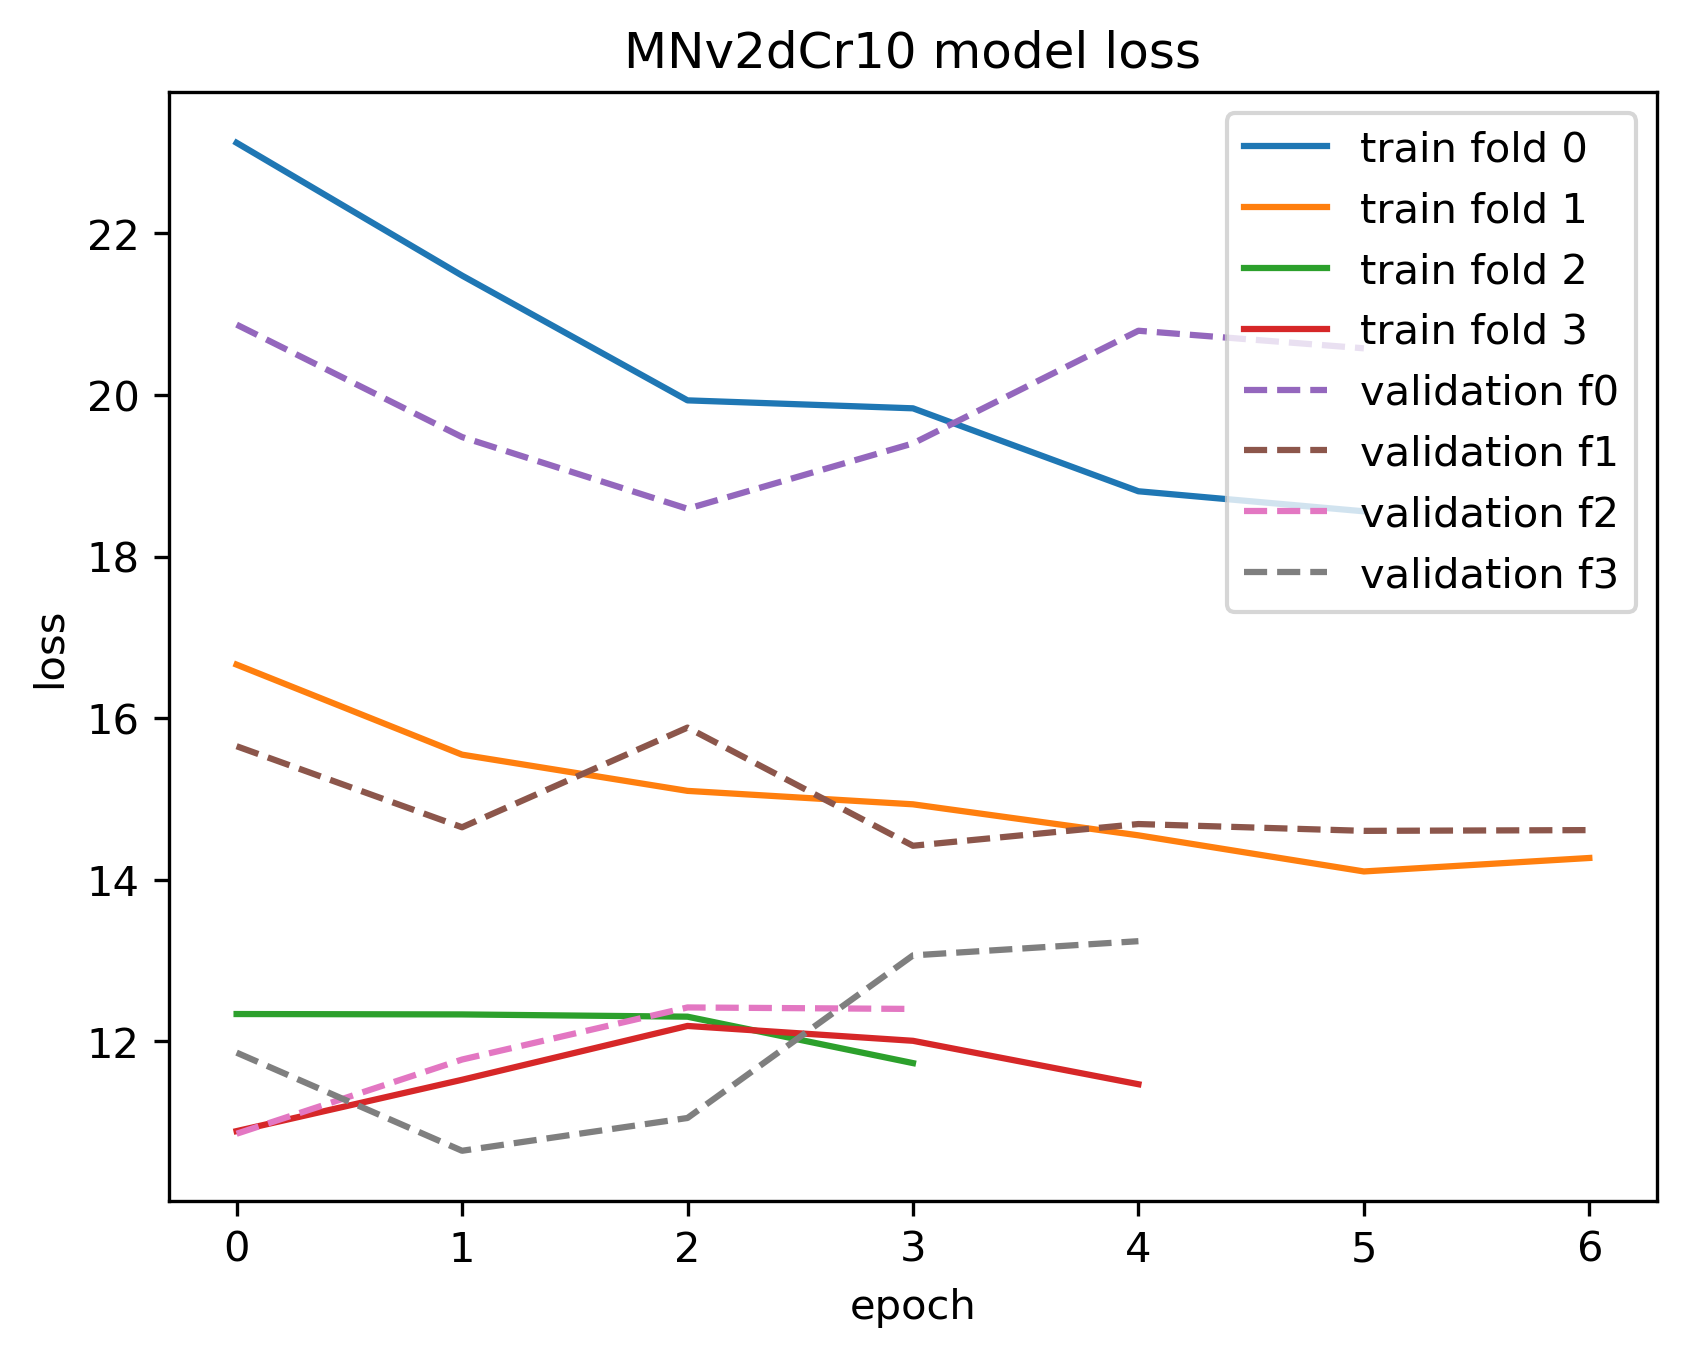 MNv2dCr10 model loss
train fold 0
train fold 1
train fold 2
train fold 3
validation f0
validation f1
validation f2
validation f3
22
20
18
16
14
12
loss
0 1 2 3 4 5 6
epoch